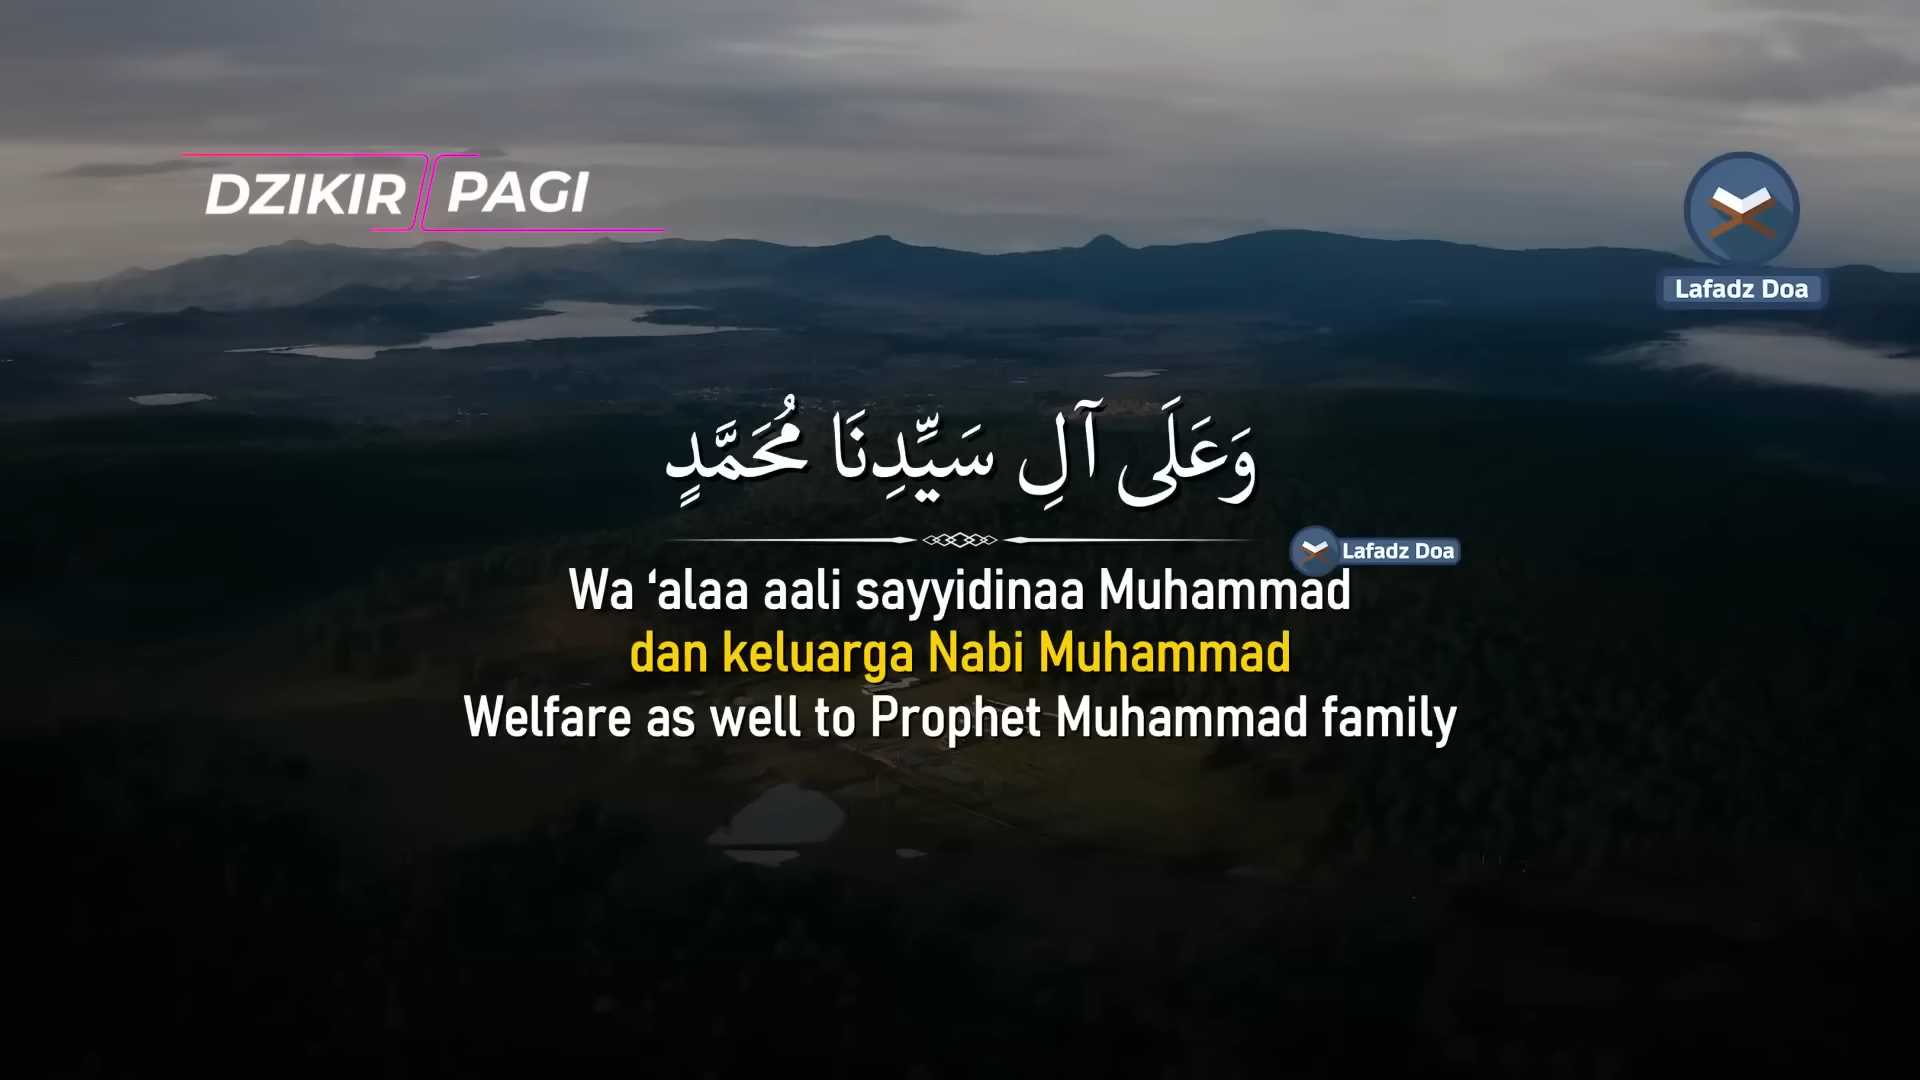 DZIKIR PAGI
Lafadz Doa
وَعَلَى آلِ سَيِّدِنَا مُحَمَّدٍ
Lafadz Doa
Wa ‘alaa aali sayyidinaa Muhammad
dan keluarga Nabi Muhammad
Welfare as well to Prophet Muhammad family